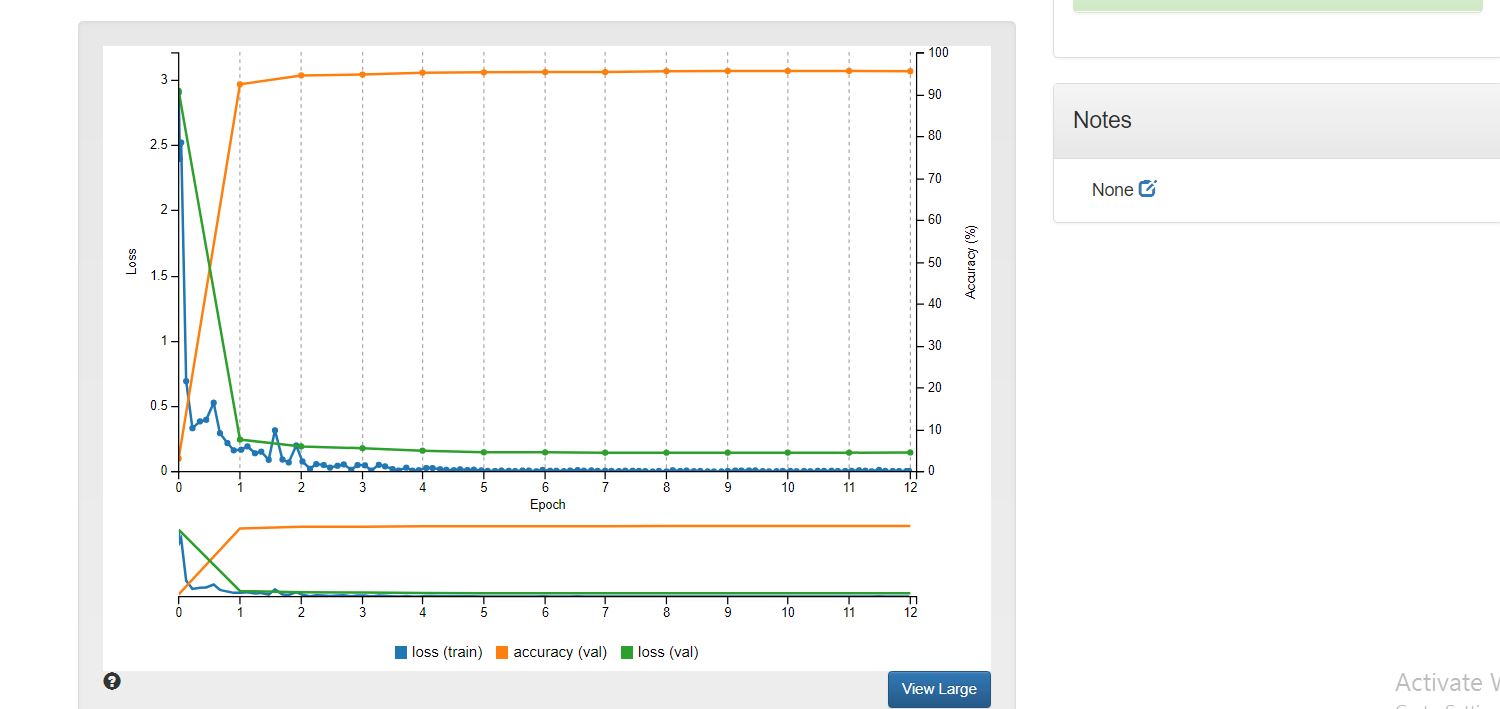 Notes
None
100
3
90
80
2.5
70
2
60
Loss
1.5
50
Accuracy (%)
40
1
30
20
0.5
10
0
0
0 1 2 3 4 5 6 7 8 9 10 11 12
Epoch
0 1 2 3 4 5 6 7 8 9 10 11 12
loss (train) accuracy (val) loss (val)
?
View Large
Activate W